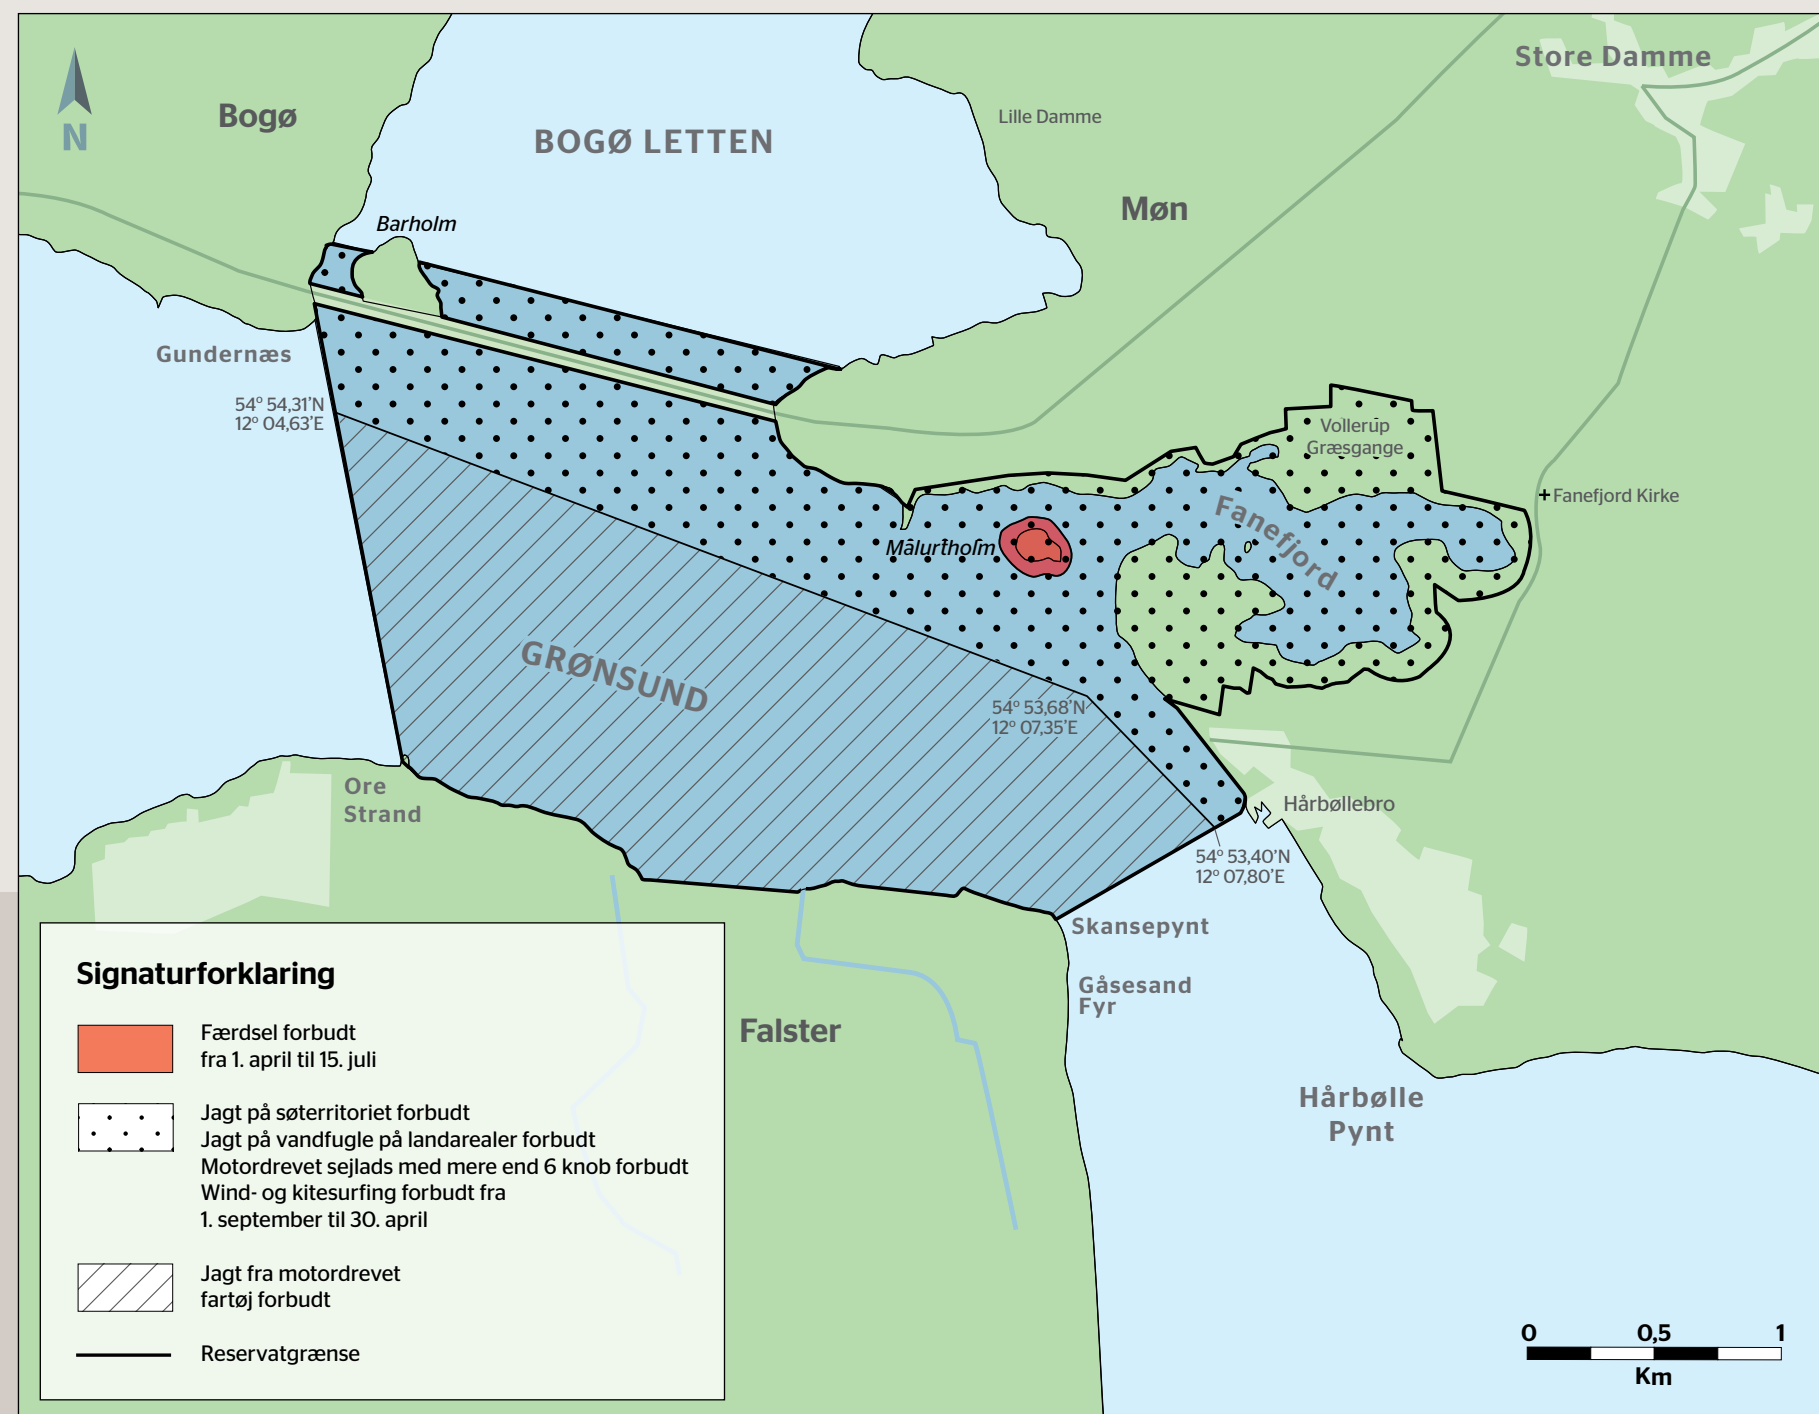 Store Damme
Bogø
Lille Damme
N
BOGØ LETTEN
Møn
Barholm
Gundernæs
54° 54,31'N
12° 04,63'E
Vollerup
Græsgange
Fanefjord Kirke
Fanefjord
Målurtholm
GRØNSUND
54° 53,68'N
12° 07,35'E
Ore
Strand
Hårbøllebro
54° 53,40'N
12° 07,80'E
Skansepynt
Gåsesand
Fyr
Falster
Hårbølle
Pynt
Signaturforklaring
Færdsel forbudt
fra 1. april til 15. juli
Jagt på søterritoriet forbudt
Jagt på vandfugle på landarealer forbudt
Motordrevet sejlads med mere end 6 knob forbudt
Wind- og kitesurfing forbudt fra
1. september til 30. april
Jagt fra motordrevet
fartøj forbudt
Reservatgrænse
0 0,5 1
Km